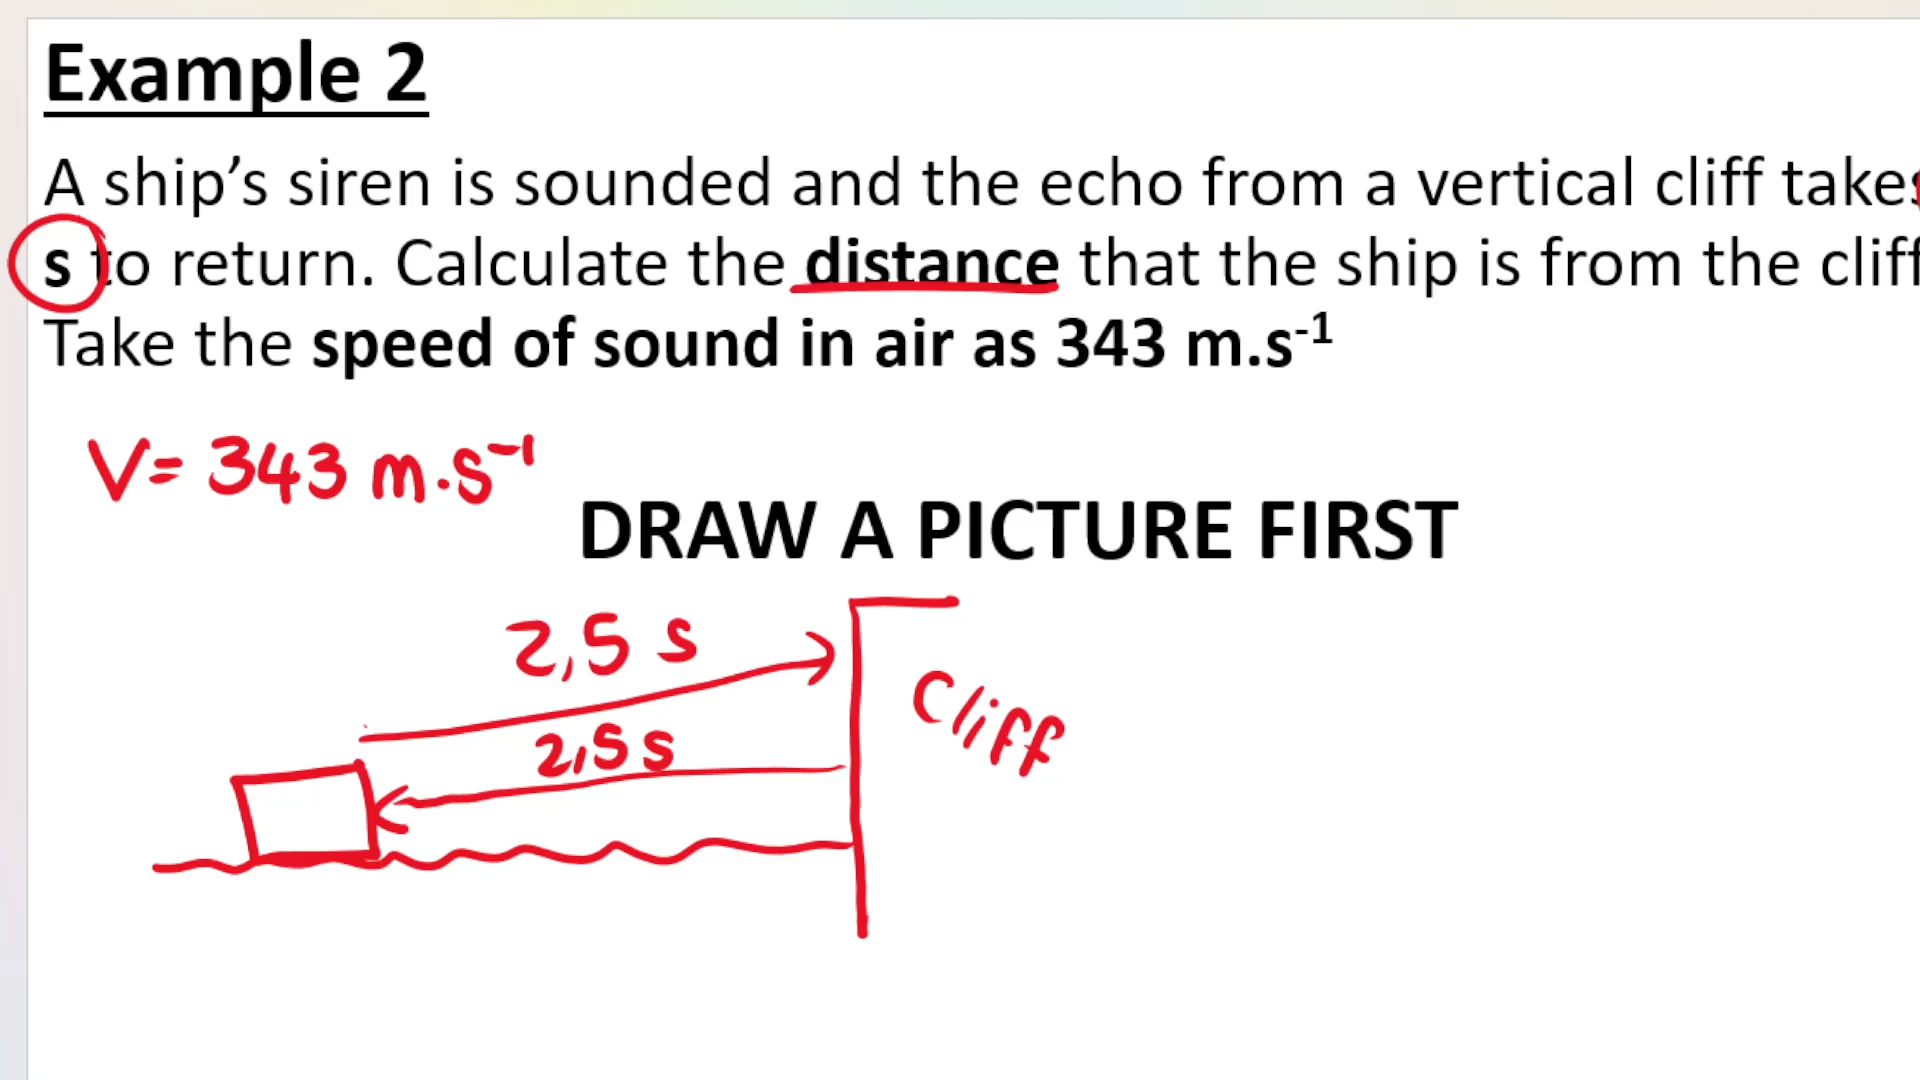 Example 2
A ship’s siren is sounded and the echo from a vertical cliff takes
s to return. Calculate the distance that the ship is from the cliff
Take the speed of sound in air as 343 m.s⁻¹
V= 343 m.s⁻¹
DRAW A PICTURE FIRST
2,5 s
Cliff
2,5 s